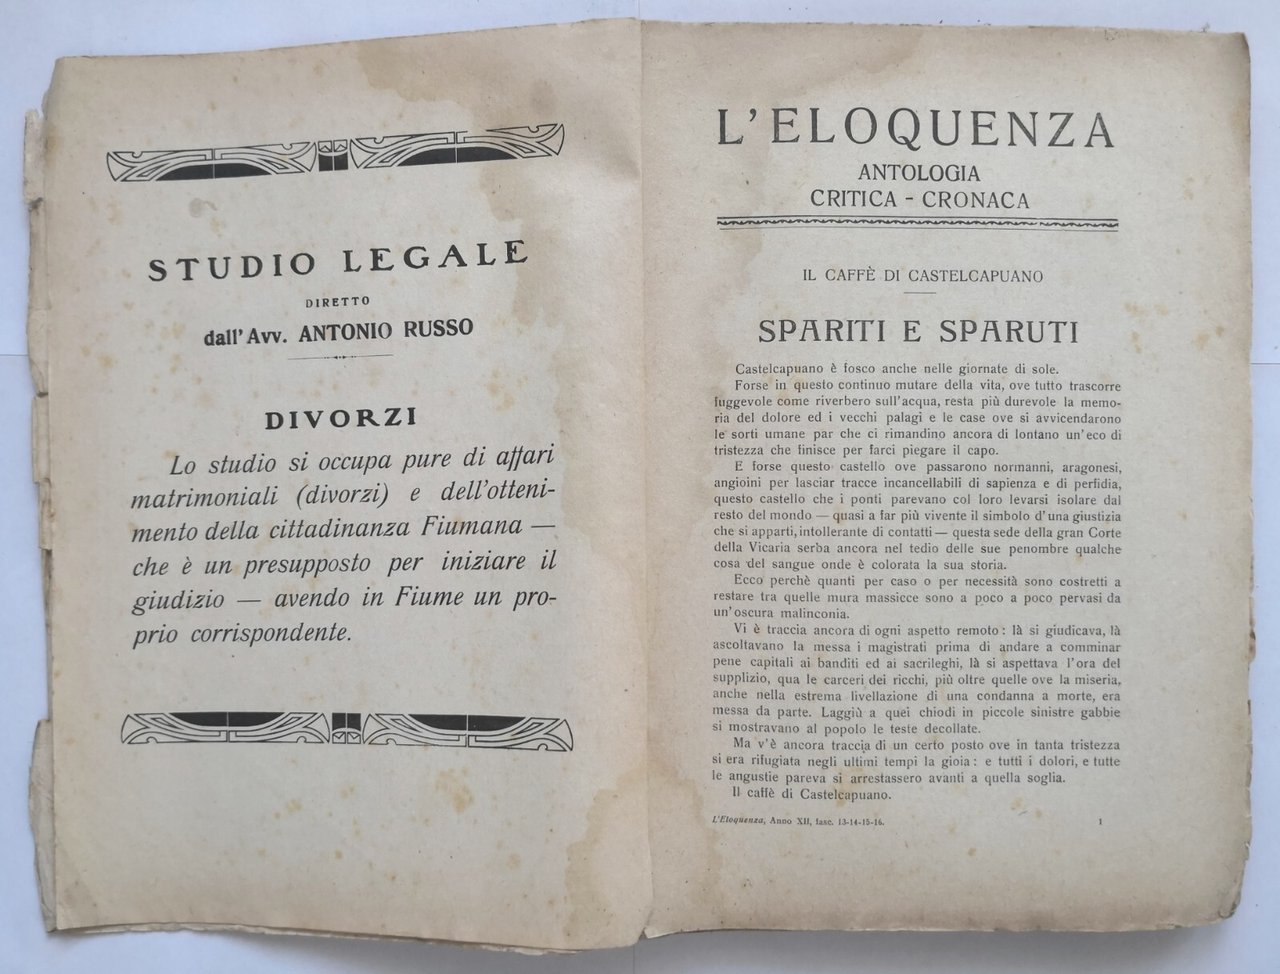 STUDIO LEGALE
DIRETTO
dall'Avv. ANTONIO RUSSO
DIVORZI
Lo studio si occupa pure di affari
matrimoniali (divorzi) e dell'otteni-
mento della cittadinanza Fiumana —
che è un presupposto per iniziare il
giudizio — avendo in Fiume un pro-
prio corrispondente.
L'ELOQUENZA
ANTOLOGIA
CRITICA - CRONACA
IL CAFFÈ DI CASTELCAPUANO
SPARITI E SPARUTI
Castelcapuano è fosco anche nelle giornate di sole.
Forse in questo continuo mutare della vita, ove tutto trascorre
fuggevole come riverbero sull'acqua, resta più durevole la memo-
ria del dolore ed i vecchi palagi e le case ove si avvicendarono
le sorti umane par che ci rimandino ancora di lontano un'eco di
tristezza che finisce per farci piegare il capo.
E forse questo castello ove passarono normanni, aragonesi,
angioini per lasciar tracce incancellabili di sapienza e di perfidia,
questo castello che i ponti parevano col loro levarsi isolare dal
resto del mondo — quasi a far più vivente il simbolo d'una giustizia
che si apparti, intollerante di contatti — questa sede della gran Corte
della Vicaria serba ancora nel tedio delle sue penombre qualche
cosa del sangue onde è colorata la sua storia.
Ecco perchè quanti per caso o per necessità sono costretti a
restare tra quelle mura massicce sono a poco a poco pervasi da
un'oscura malinconia.
Vi è traccia ancora di ogni aspetto remoto: là si giudicava, là
ascoltavano la messa i magistrati prima di andare a comminar
pene capitali ai banditi ed ai sacrileghi, là si aspettava l'ora del
supplizio, qua le carceri dei ricchi, più oltre quelle ove la miseria,
anche nella estrema livellazione di una condanna a morte, era
messa da parte. Laggiù a quei chiodi in piccole sinistre gabbie
si mostravano al popolo le teste decollate.
Ma v'è ancora traccia di un certo posto ove in tanta tristezza
si era rifugiata negli ultimi tempi la gioia: e tutti i dolori, e tutte
le angustie pareva si arrestassero avanti a quella soglia.
Il caffè di Castelcapuano.
L'Eloquenza, Anno XII, fasc. 13-14-15-16.
1